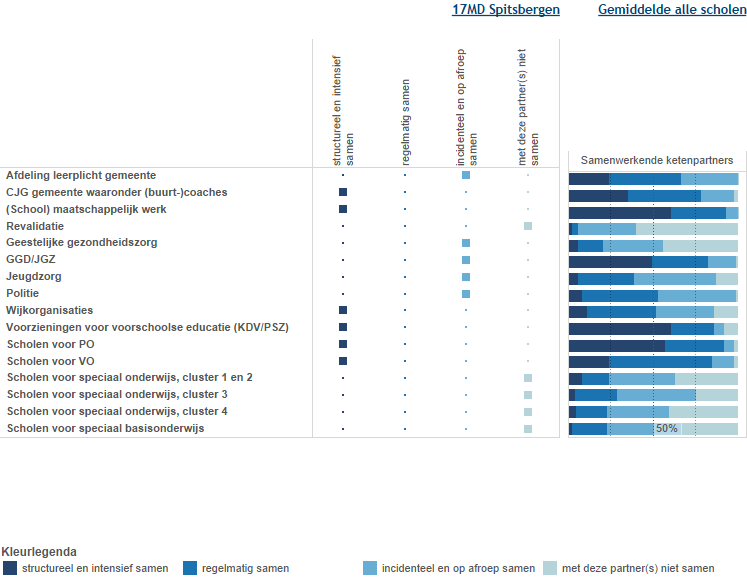 17MD Spitsbergen Gemiddelde alle scholen
structureel en intensief samen
regelmatig samen
incidenteel en op afroep samen
met deze partner(s) niet samen
Samenwerkende ketenpartners
Afdeling leerplicht gemeente
CJG gemeente waaronder (buurt-)coaches
(School) maatschappelijk werk
Revalidatie
Geestelijke gezondheidszorg
GGD/JGZ
Jeugdzorg
Politie
Wijkorganisaties
Voorzieningen voor voorschoolse educatie (KDV/PSZ)
Scholen voor PO
Scholen voor VO
Scholen voor speciaal onderwijs, cluster 1 en 2
Scholen voor speciaal onderwijs, cluster 3
Scholen voor speciaal onderwijs, cluster 4
Scholen voor speciaal basisonderwijs
50%
Kleurlegenda
structureel en intensief samen regelmatig samen incidenteel en op afroep samen met deze partner(s) niet samen